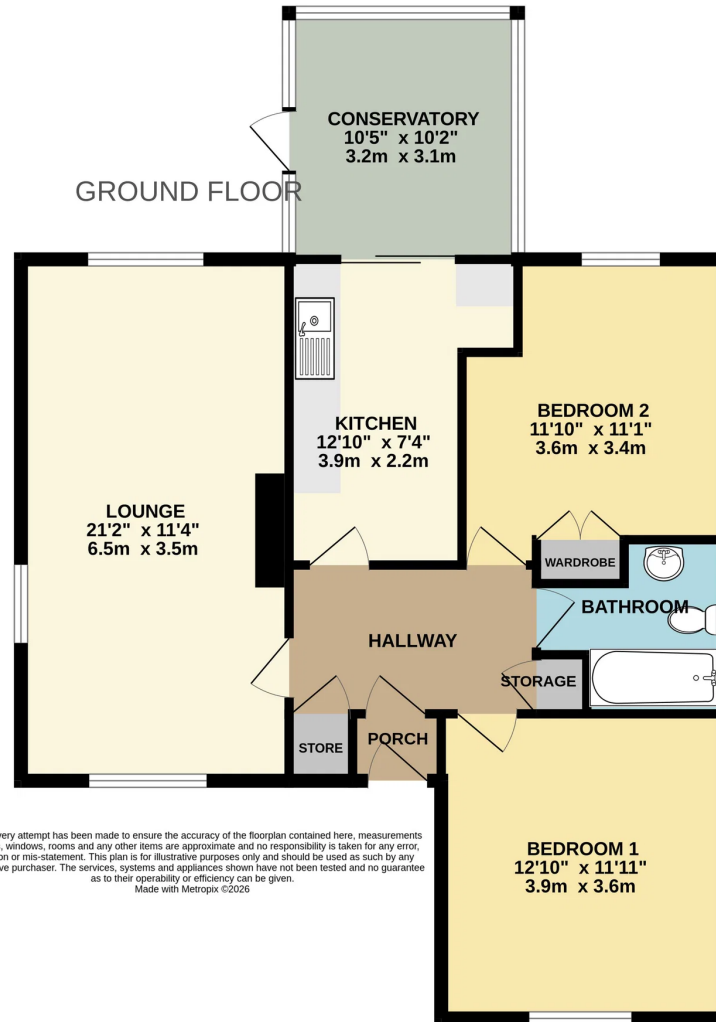 CONSERVATORY
10'5" x 10'2"
3.2m x 3.1m
GROUND FLOOR
KITCHEN
12'10" x 7'4"
3.9m x 2.2m
BEDROOM 2
11'10" x 11'1"
3.6m x 3.4m
LOUNGE
21'2" x 11'4"
6.5m x 3.5m
WARDROBE
BATHROOM
HALLWAY
STORAGE
STORE
PORCH
BEDROOM 1
12'10" x 11'11"
3.9m x 3.6m
very attempt has been made to ensure the accuracy of the floorplan contained here, measurements
, windows, rooms and any other items are approximate and no responsibility is taken for any error,
on or mis-statement. This plan is for illustrative purposes only and should be used as such by any
ve purchaser. The services, systems and appliances shown have not been tested and no guarantee
as to their operability or efficiency can be given.
Made with Metropix ©2026